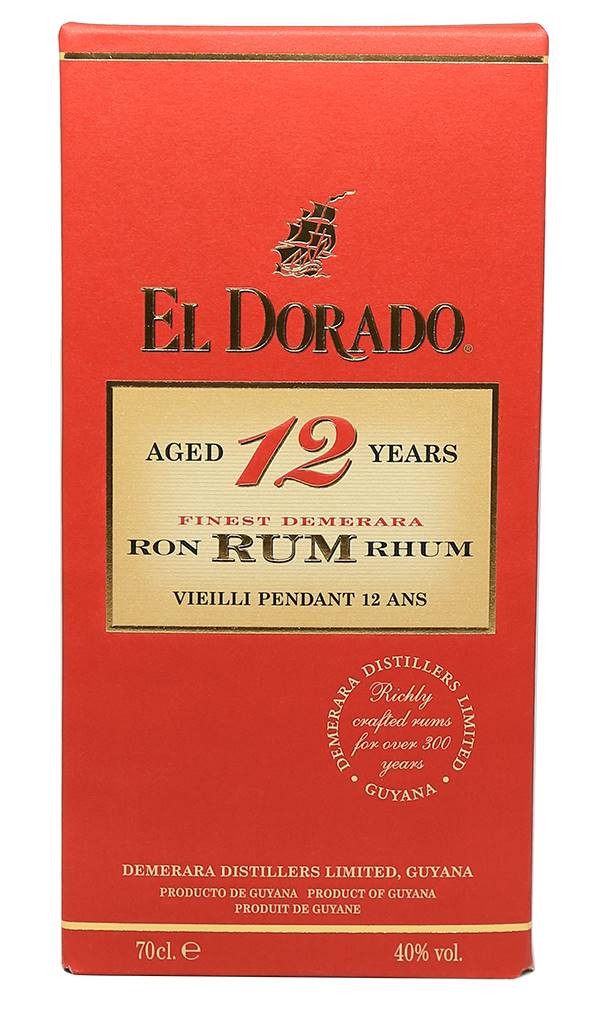 EL DORADO®
AGED 12 YEARS
FINEST DEMERARA
RON RUM RHUM
VIEILLI PENDANT 12 ANS
DEMERARA DISTILLERS LIMITED
• GUYANA •
Richly
crafted rums
for over 300
years
DEMERARA DISTILLERS LIMITED, GUYANA
PRODUCTO DE GUYANA PRODUCT OF GUYANA
PRODUIT DE GUYANE
70cl. ℮ 40% vol.